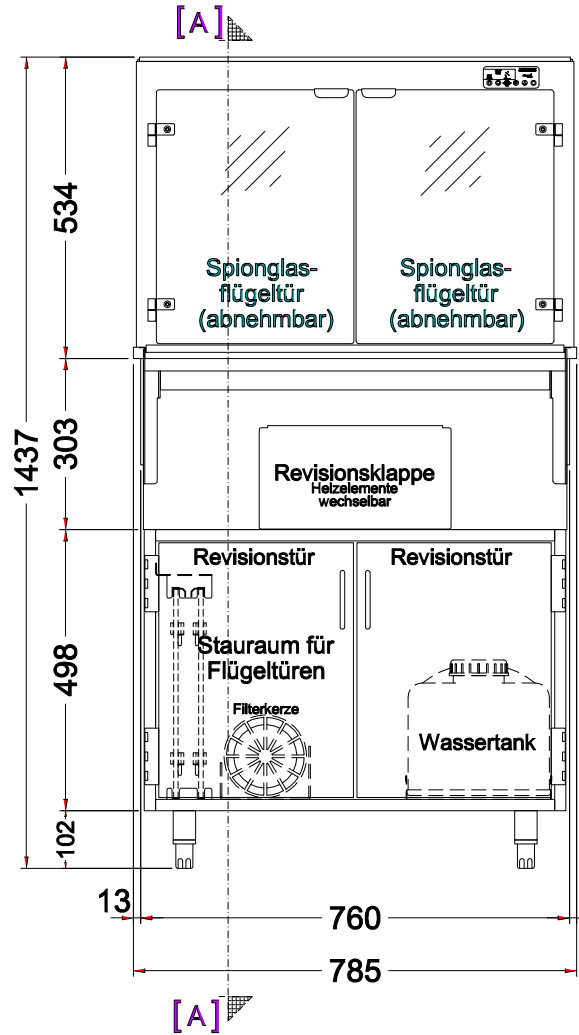 [A]
534
Spionglas-
flügeltür
(abnehmbar)
Spionglas-
flügeltür
(abnehmbar)
1437
303
Revisionsklappe
Heizelemente
wechselbar
Revisionstür
Revisionstür
498
Stauraum für
Flügeltüren
Filterkerze
Wassertank
102
13
760
785
[A]